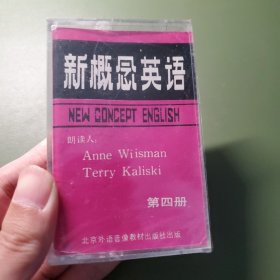 新概念英语
NEW CONCEPT ENGLISH
朗读人:
Anne Wiisman
Terry Kaliski
第四册
北京外语音像教材出版社出版